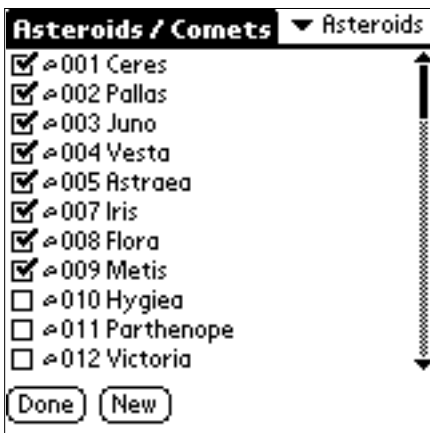 Asteroids / Comets Asteroids
001 Ceres
002 Pallas
003 Juno
004 Vesta
005 Astraea
007 Iris
008 Flora
009 Metis
010 Hygiea
011 Parthenope
012 Victoria
Done New